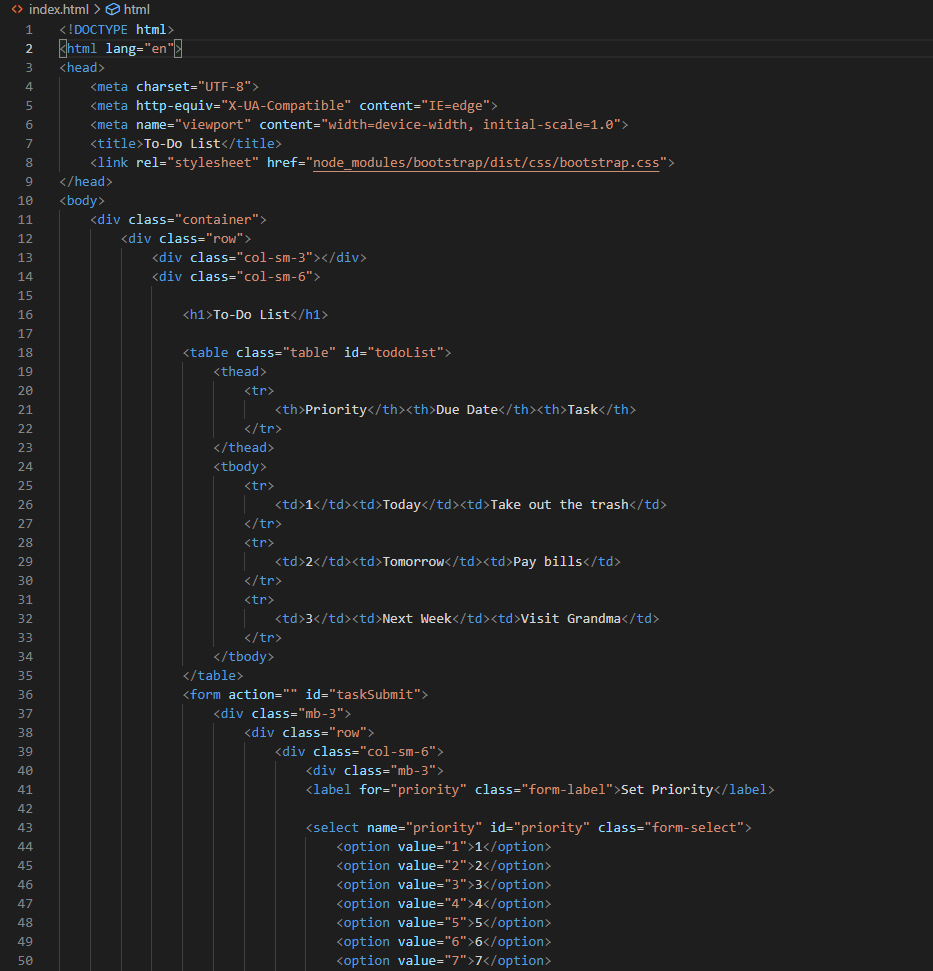 index.html > html
1 <!DOCTYPE html>
2 <html lang="en">
3 <head>
4     <meta charset="UTF-8">
5     <meta http-equiv="X-UA-Compatible" content="IE=edge">
6     <meta name="viewport" content="width=device-width, initial-scale=1.0">
7     <title>To-Do List</title>
8     <link rel="stylesheet" href="node_modules/bootstrap/dist/css/bootstrap.css">
9 </head>
10 <body>
11     <div class="container">
12         <div class="row">
13             <div class="col-sm-3"></div>
14             <div class="col-sm-6">
15
16                 <h1>To-Do List</h1>
17
18                 <table class="table" id="todoList">
19                     <thead>
20                         <tr>
21                             <th>Priority</th><th>Due Date</th><th>Task</th>
22                         </tr>
23                     </thead>
24                     <tbody>
25                         <tr>
26                             <td>1</td><td>Today</td><td>Take out the trash</td>
27                         </tr>
28                         <tr>
29                             <td>2</td><td>Tomorrow</td><td>Pay bills</td>
30                         </tr>
31                         <tr>
32                             <td>3</td><td>Next Week</td><td>Visit Grandma</td>
33                         </tr>
34                     </tbody>
35                 </table>
36                 <form action="" id="taskSubmit">
37                     <div class="mb-3">
38                         <div class="row">
39                             <div class="col-sm-6">
40                                 <div class="mb-3">
41                                 <label for="priority" class="form-label">Set Priority</label>
42
43                                 <select name="priority" id="priority" class="form-select">
44                                     <option value="1">1</option>
45                                     <option value="2">2</option>
46                                     <option value="3">3</option>
47                                     <option value="4">4</option>
48                                     <option value="5">5</option>
49                                     <option value="6">6</option>
50                                     <option value="7">7</option>